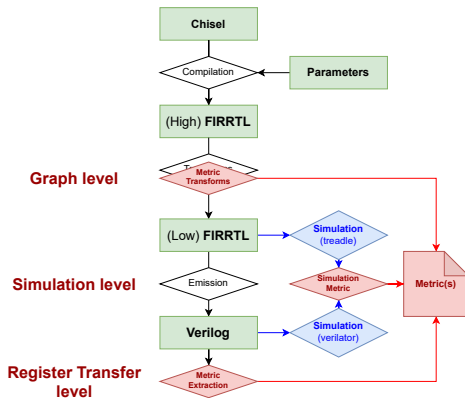 Chisel
Compilation
Parameters
(High) FIRRTL
Metric
Transforms
Graph level
(Low) FIRRTL
Simulation
(treadle)
Simulation level
Emission
Simulation
Metric
Metric(s)
Verilog
Simulation
(verilator)
Register Transfer
level
Metric
Extraction